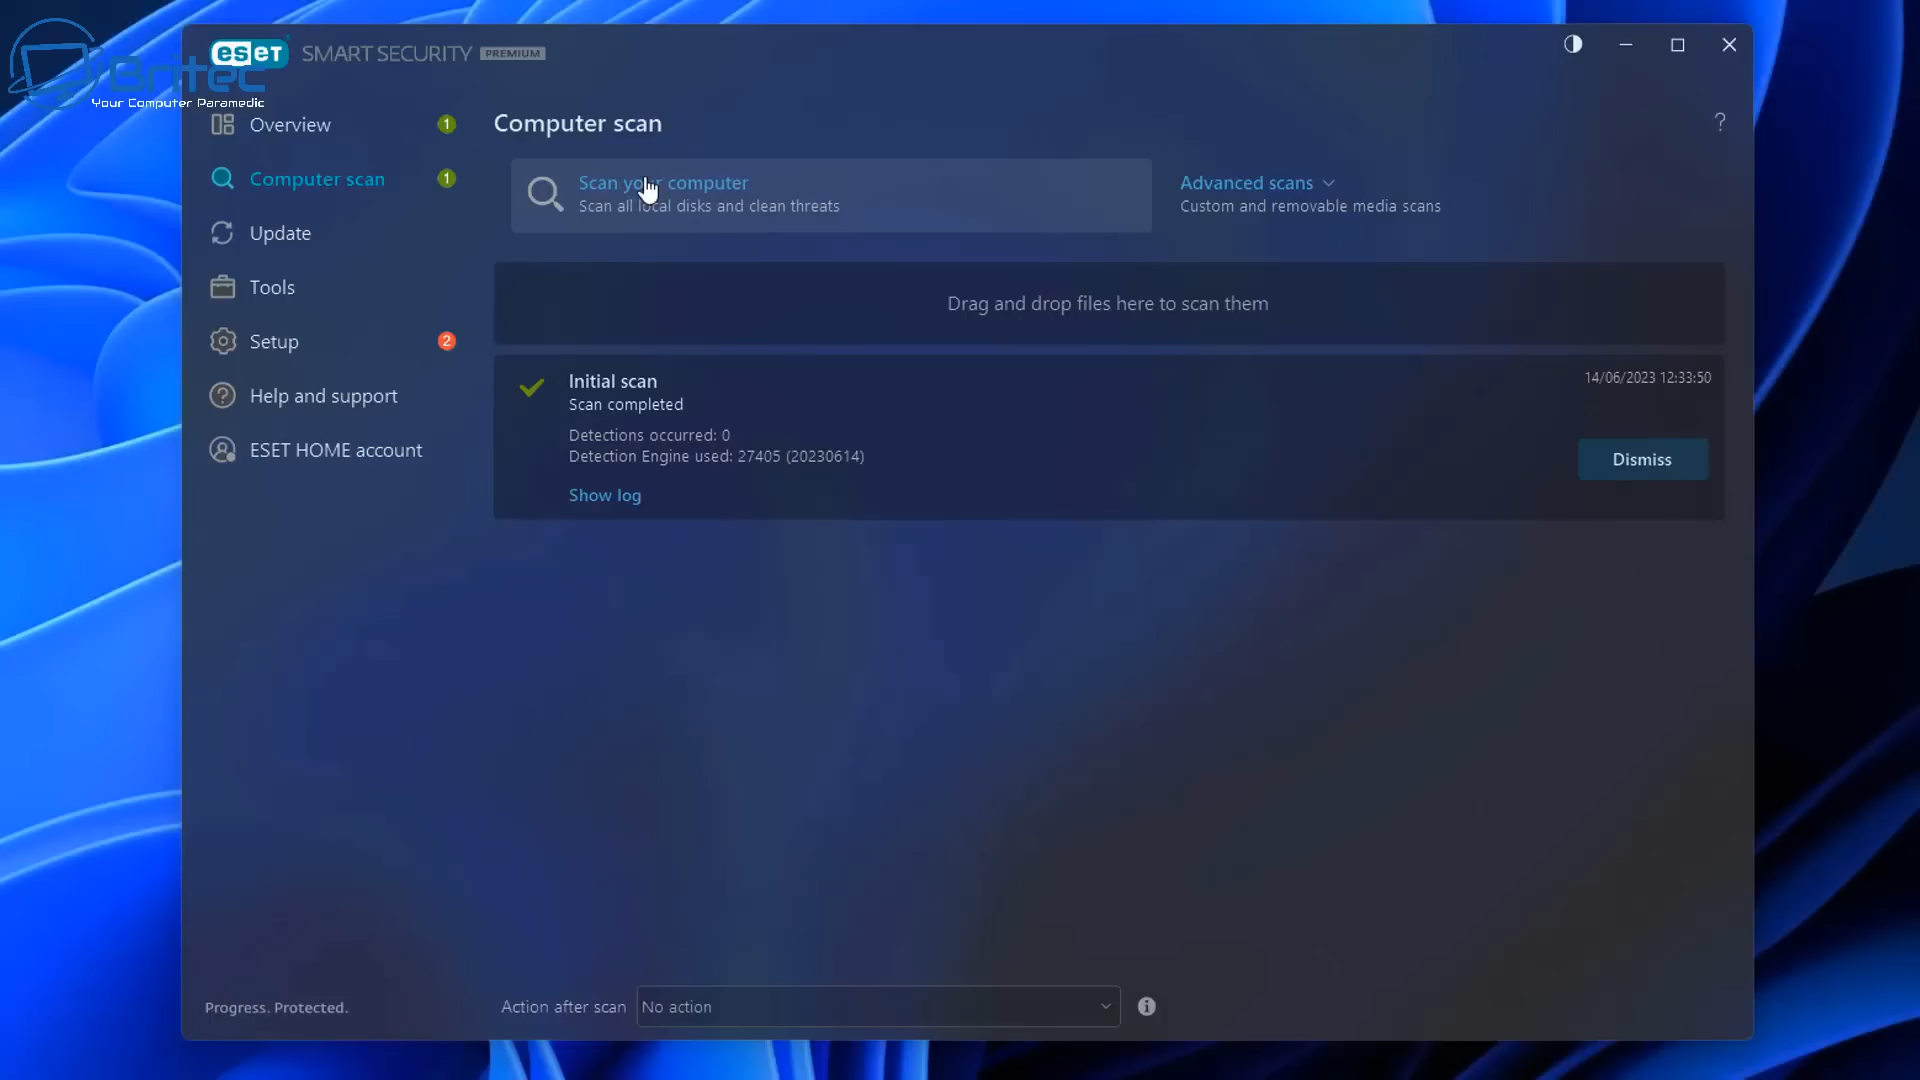 eset SMART SECURITY PREMIUM
Britec
Your Computer Paramedic
Overview 1
Computer scan 1
Update
Tools
Setup 2
Help and support
ESET HOME account
Computer scan
?
Scan your computer
Scan all local disks and clean threats
Advanced scans
Custom and removable media scans
Drag and drop files here to scan them
Initial scan
14/06/2023 12:33:50
Scan completed
Detections occurred: 0
Detection Engine used: 27405 (20230614)
Dismiss
Show log
Progress. Protected.
Action after scan No action